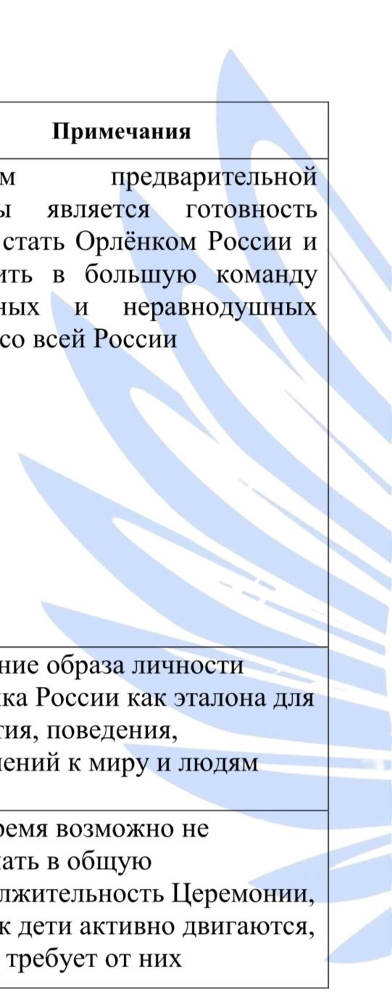 Примечания
м предварительной
ы является готовность
стать Орлёнком России и
ить в большую команду
ных и неравнодушных
со всей России
ние образа личности
ка России как эталона для
тия, поведения,
ений к миру и людям
ремя возможно не
ать в общую
лжительность Церемонии,
к дети активно двигаются,
требует от них